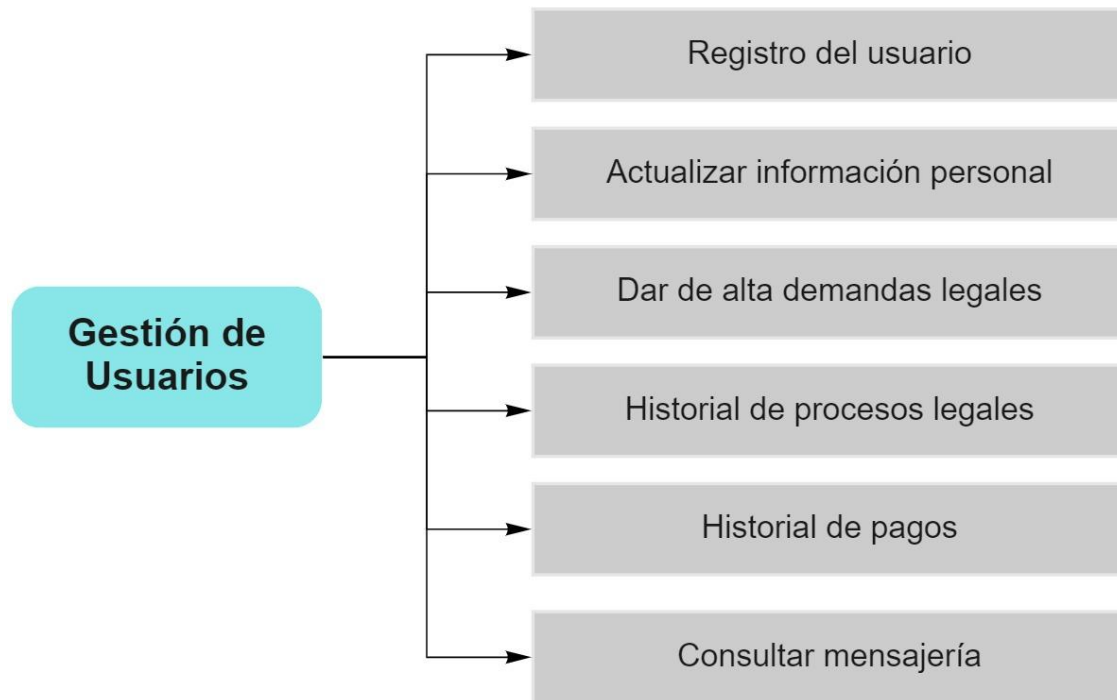 Gestión de
Usuarios
Registro del usuario
Actualizar información personal
Dar de alta demandas legales
Historial de procesos legales
Historial de pagos
Consultar mensajería